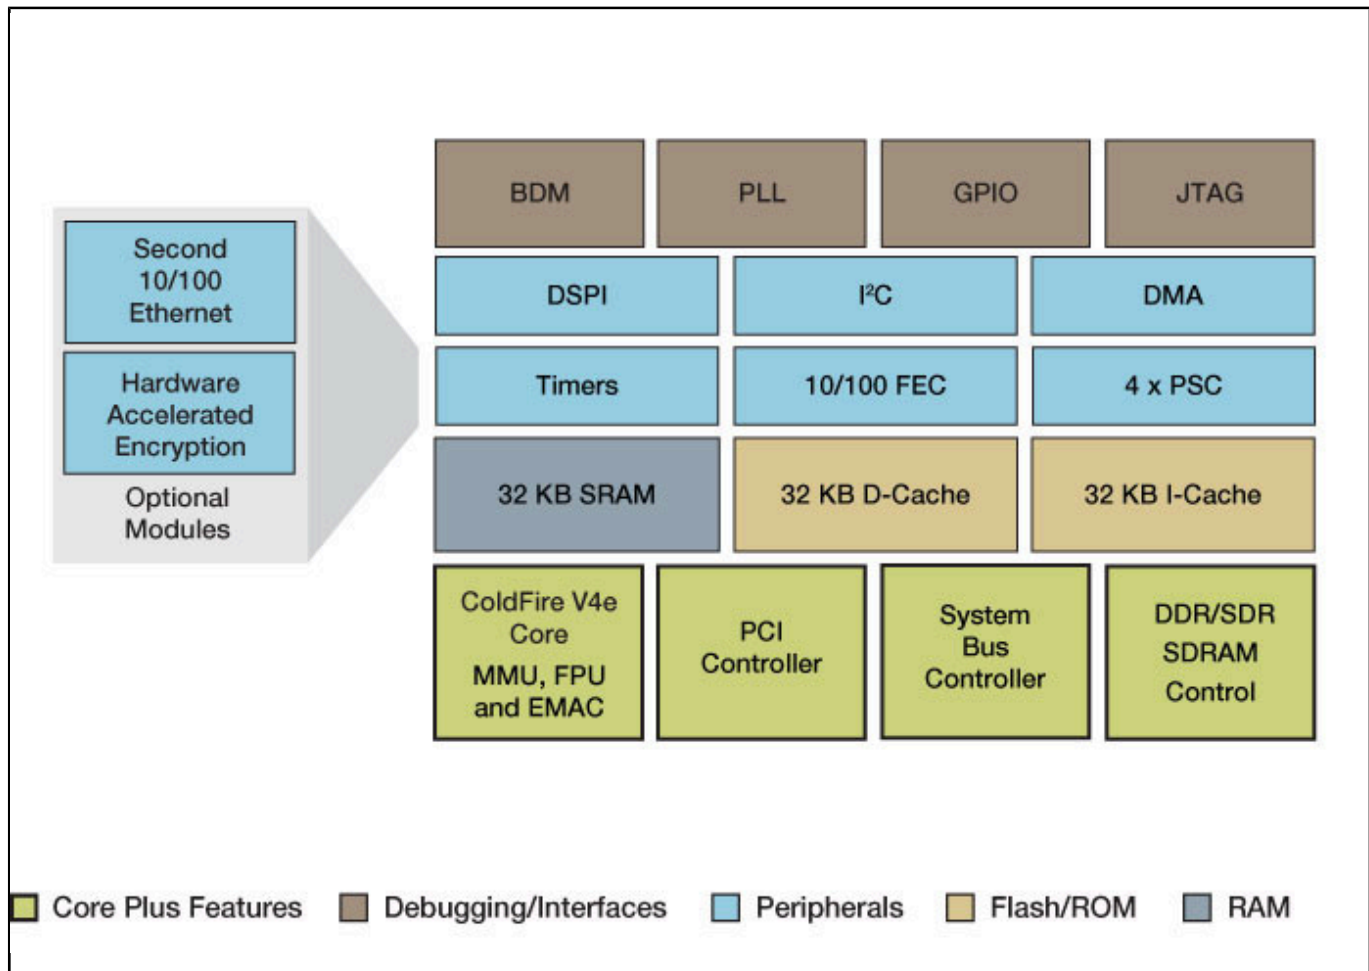 BDM
PLL
GPIO
JTAG
Second
10/100
Ethernet
Hardware
Accelerated
Encryption
Optional
Modules
DSPI
I²C
DMA
Timers
10/100 FEC
4 x PSC
32 KB SRAM
32 KB D-Cache
32 KB I-Cache
ColdFire V4e
Core
MMU, FPU
and EMAC
PCI
Controller
System
Bus
Controller
DDR/SDR
SDRAM
Control
Core Plus Features
Debugging/Interfaces
Peripherals
Flash/ROM
RAM